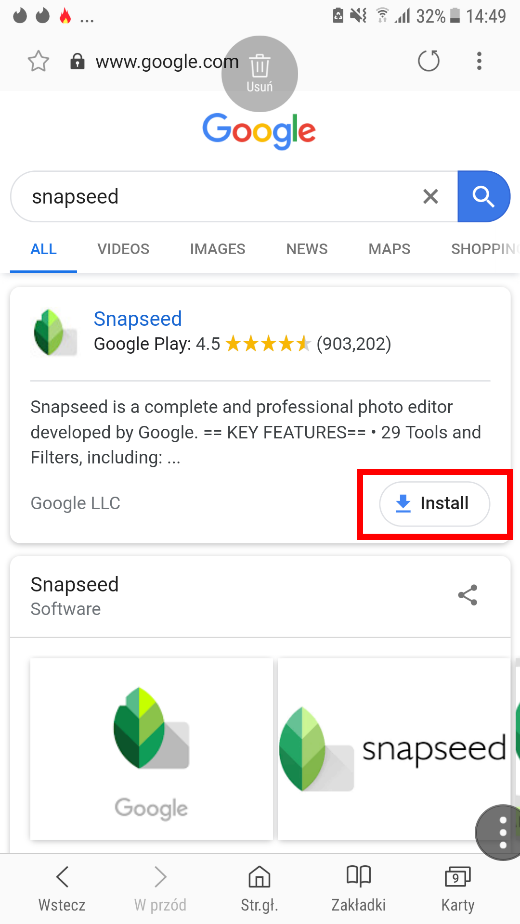 ... 32% 14:49
www.google.com
Usuń
Google
snapseed
ALL VIDEOS IMAGES NEWS MAPS SHOPPIN
Snapseed
Google Play: 4.5 (903,202)
Snapseed is a complete and professional photo editor
developed by Google. == KEY FEATURES== • 29 Tools and
Filters, including: ...
Google LLC
Install
Snapseed
Software
Google
snapseed
9
Wstecz W przód Str.gł. Zakładki Karty